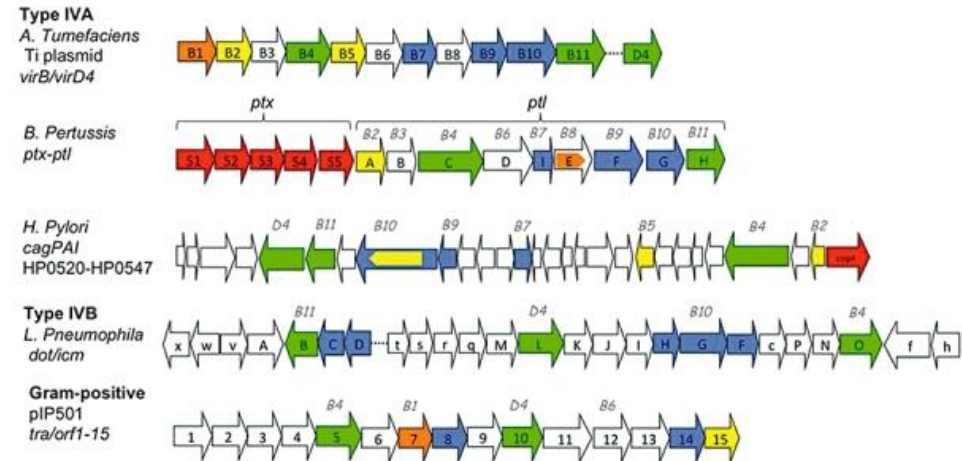 Type IVA
A. Tumefaciens
Ti plasmid
virB/virD4
B1 B2 B3 B4 B5 B6 B7 B8 B9 B10 B11 D4
ptx ptl
B. Pertussis
ptx-ptl
B2 B3 B4 B6 B7 B8 B9 B10 B11
S1 S2 S3 S4 S5 A B C D I E F G H
H. Pylori
cagPAI
HP0520-HP0547
D4 B11 B10 B9 B7 B5 B4 B2
cagA
Type IVB
L. Pneumophila
dot/icm
B11 D4 B10 B4
x w v A B C D t s r q M L K J I H G F c P N O f h
Gram-positive
pIP501
tra/orf1-15
B4 B1 D4 B6
1 2 3 4 5 6 7 8 9 10 11 12 13 14 15